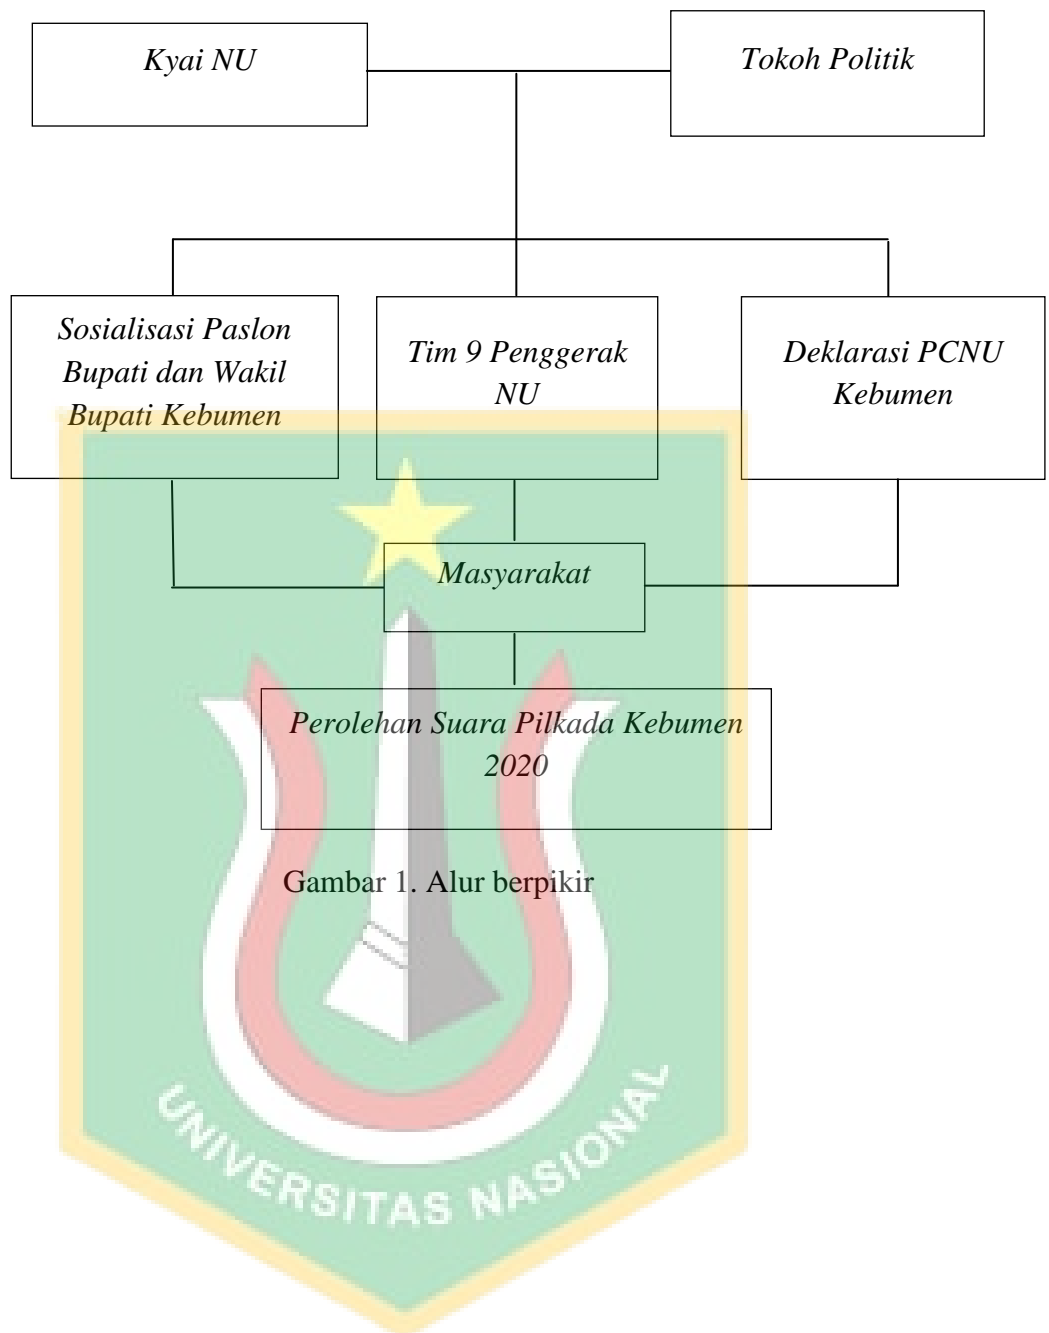 Kyai NU
Tokoh Politik
Sosialisasi Paslon
Bupati dan Wakil
Bupati Kebumen
Tim 9 Penggerak
NU
Deklarasi PCNU
Kebumen
Masyarakat
Perolehan Suara Pilkada Kebumen
2020
Gambar 1. Alur berpikir
UNIVERSITAS NASIONAL